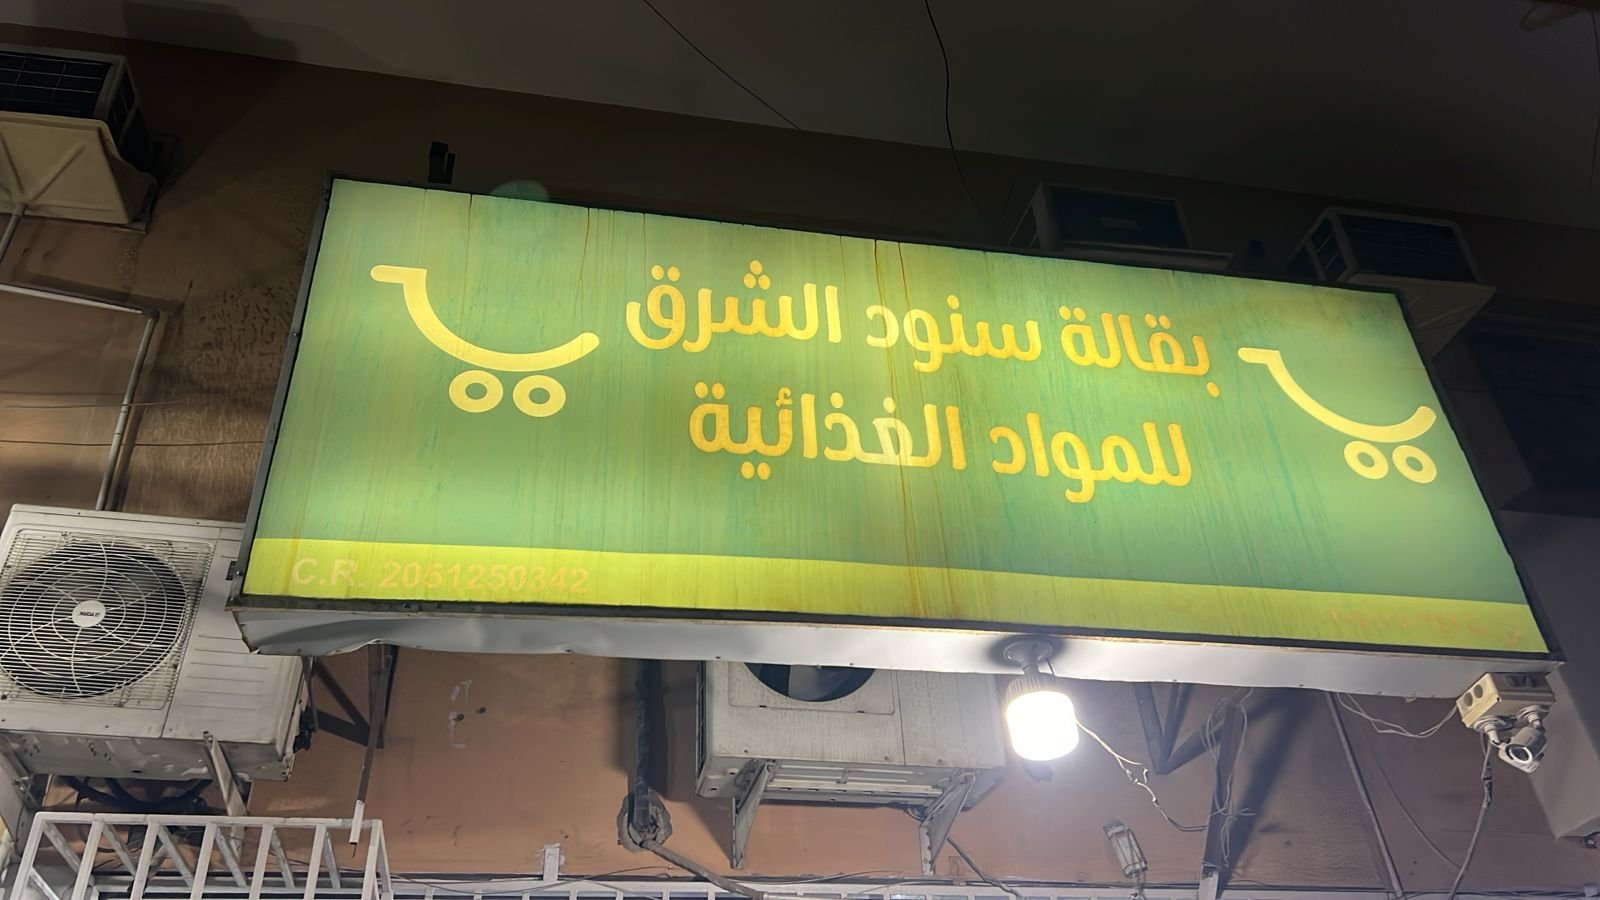 بقالة سنود الشرق
للمواد الغذائية
C.R. 2051250342